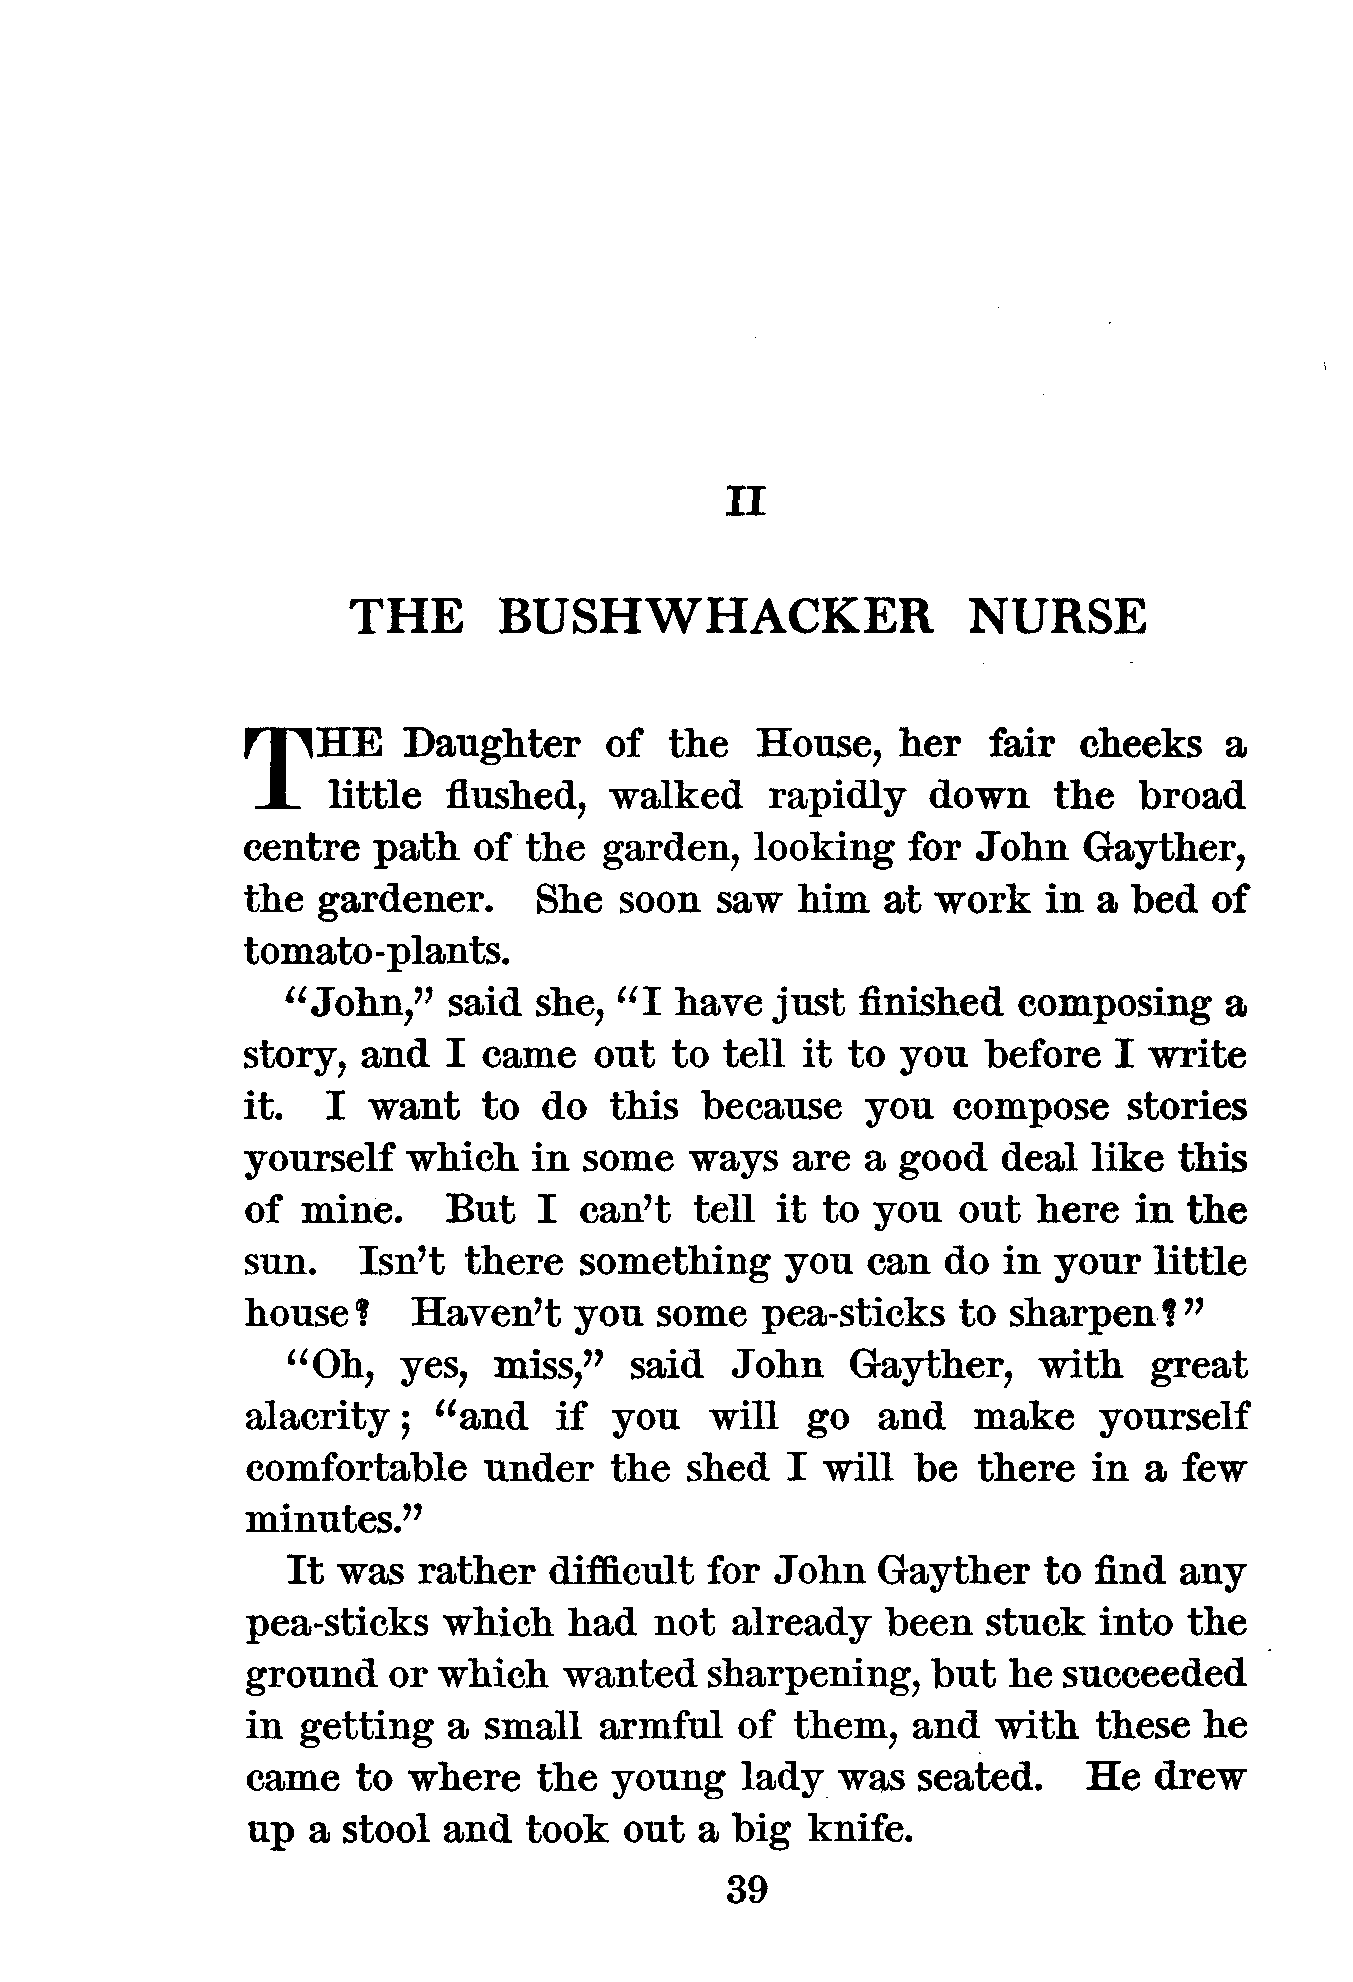 II
THE BUSHWHACKER NURSE
THE Daughter of the House, her fair cheeks a
little flushed, walked rapidly down the broad
centre path of the garden, looking for John Gayther,
the gardener. She soon saw him at work in a bed of
tomato-plants.
“John,” said she, “I have just finished composing a
story, and I came out to tell it to you before I write
it. I want to do this because you compose stories
yourself which in some ways are a good deal like this
of mine. But I can’t tell it to you out here in the
sun. Isn’t there something you can do in your little
house? Haven’t you some pea-sticks to sharpen?”
“Oh, yes, miss,” said John Gayther, with great
alacrity; “and if you will go and make yourself
comfortable under the shed I will be there in a few
minutes.”
It was rather difficult for John Gayther to find any
pea-sticks which had not already been stuck into the
ground or which wanted sharpening, but he succeeded
in getting a small armful of them, and with these he
came to where the young lady was seated. He drew
up a stool and took out a big knife.
39